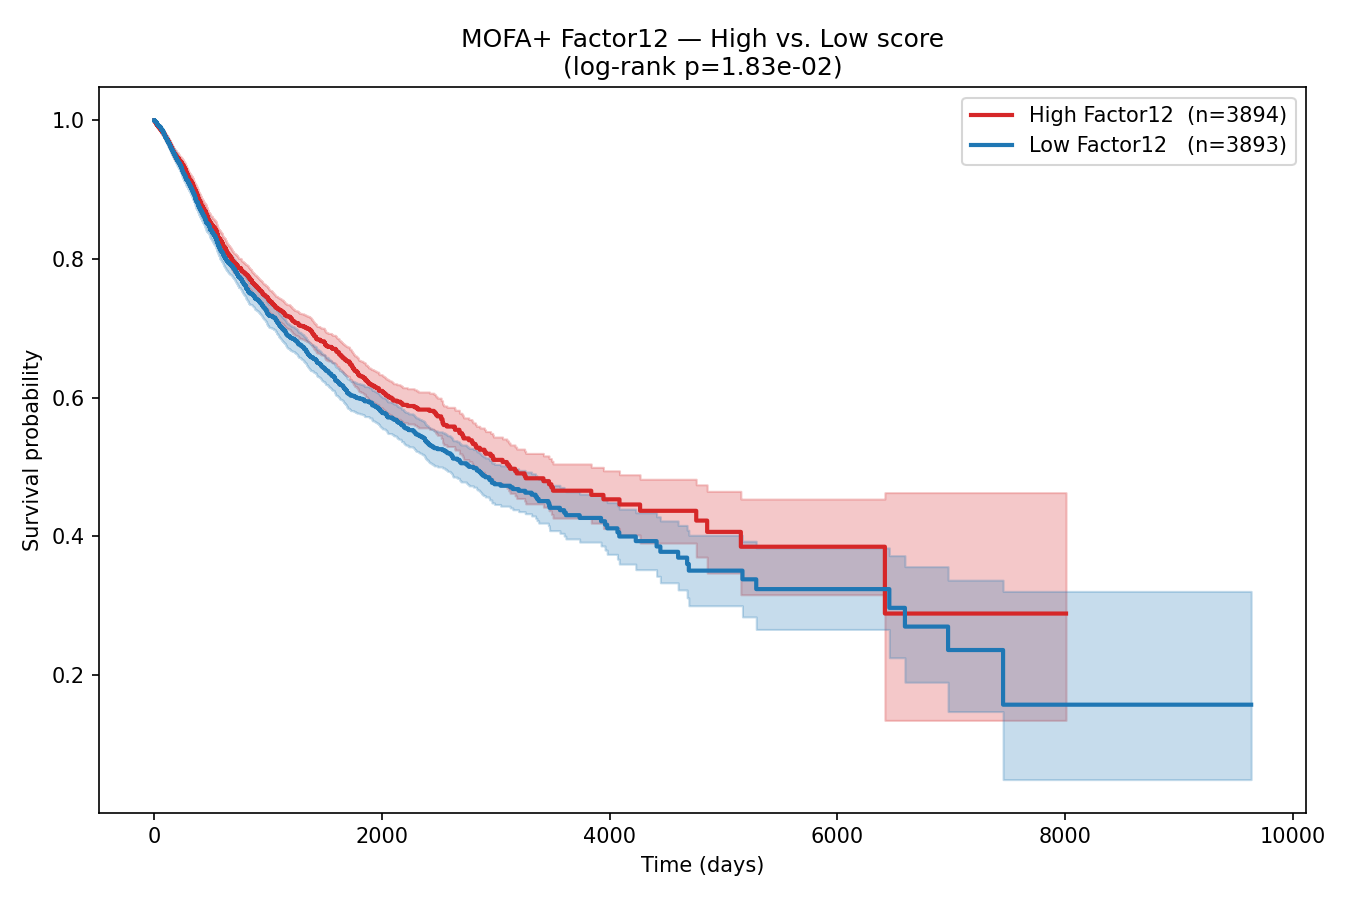 MOFA+ Factor12 — High vs. Low score
(log-rank p=1.83e-02)
High Factor12 (n=3894)
Low Factor12 (n=3893)
Survival probability
1.0
0.8
0.6
0.4
0.2
0 2000 4000 6000 8000 10000
Time (days)